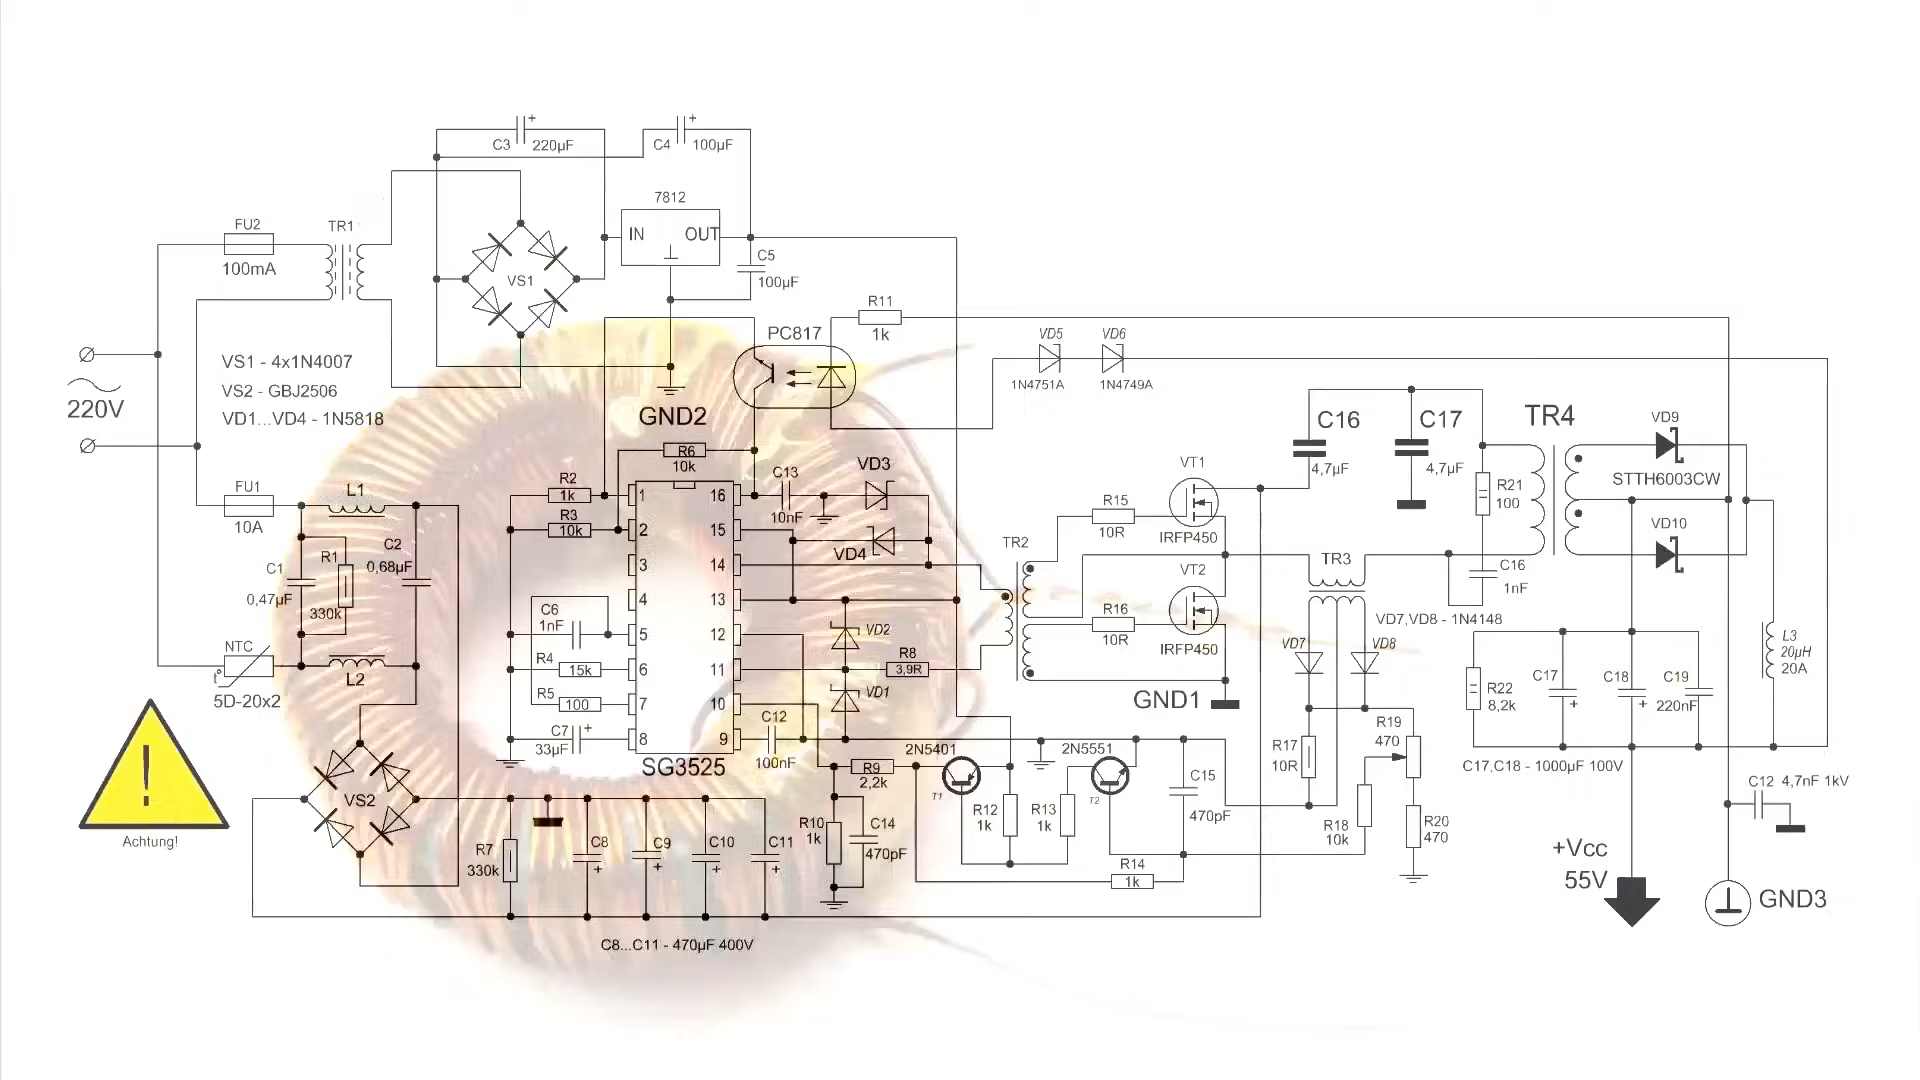 C3 220µF
+
C4 100µF
+
7812
IN OUT
C5
100µF
FU2
100mA
TR1
VS1
220V
VS1 - 4x1N4007
VS2 - GBJ2506
VD1...VD4 - 1N5818
GND2
PC817
R11
1k
VD5
1N4751A
VD6
1N4749A
FU1
10A
L1
R1
330k
C1
0,47µF
C2
0,68µF
NTC
t°
5D-20x2
L2
R2
1k
R3
10k
R6
10k
C13
10nF
VD3
VD4
1 16
2 15
3 14
4 13
5 12
6 11
7 10
8 9
SG3525
C6
1nF
R4
15k
R5
100
C7
33µF
+
VD2
VD1
R8
3,9R
C12
100nF
TR2
R15
10R
VT1
IRFP450
R16
10R
VT2
IRFP450
GND1
C16
4,7µF
C17
4,7µF
R21
100
TR4
VD9
STTH6003CW
VD10
TR3
C16
1nF
VD7,VD8 - 1N4148
VD7
VD8
R22
8,2k
C17
+
C18
+
C19
220nF
L3
20µH
20A
C17,C18 - 1000µF 100V
C12 4,7nF 1kV
R17
10R
R19
470
R18
10k
R20
470
2N5401
T1
2N5551
T2
R9
2,2k
R10
1k
C14
470pF
R12
1k
R13
1k
C15
470pF
R14
1k
+Vcc
55V
GND3
!
Achtung!
VS2
R7
330k
C8
+
C9
+
C10
+
C11
+
C8...C11 - 470µF 400V